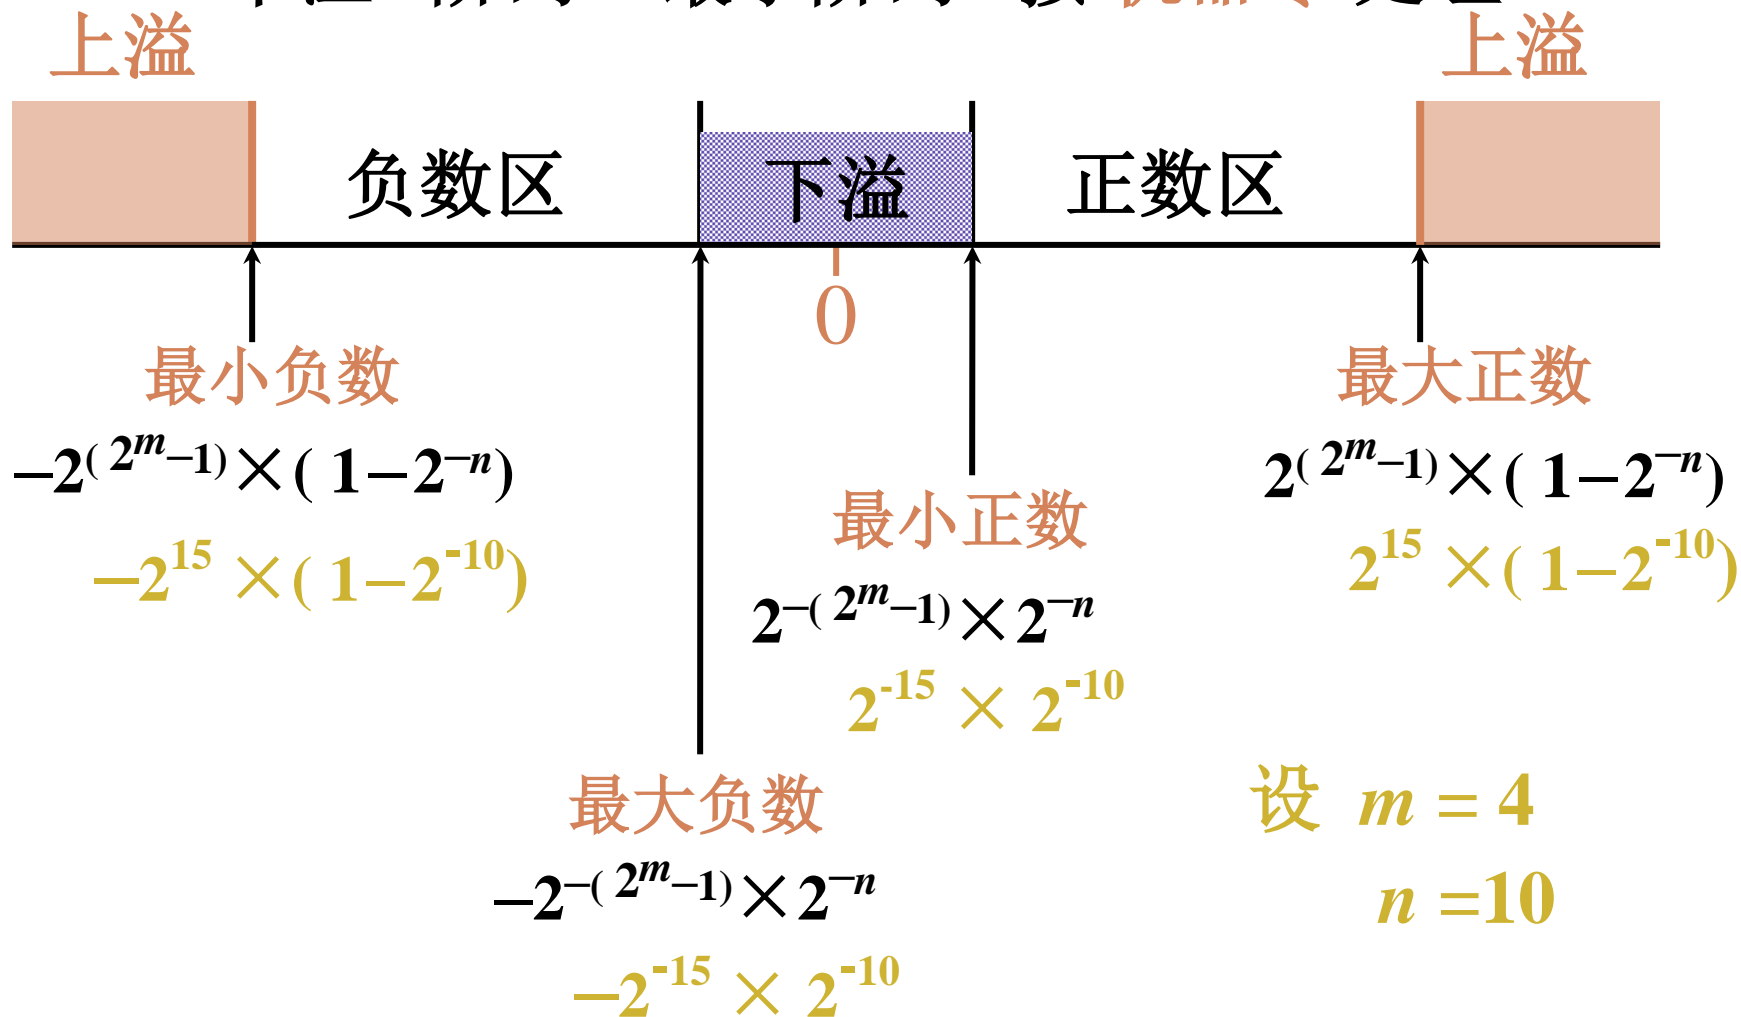 上溢 上溢
负数区 下溢 正数区
0
最小负数 最大正数
−2^(2^m−1)×(1−2^−n) 2^(2^m−1)×(1−2^−n)
−2^15 ×(1−2^-10) 2^15 ×(1−2^-10)
最小正数
2^−(2^m−1)×2^−n
2^-15 × 2^-10
最大负数
−2^−(2^m−1)×2^−n
−2^-15 × 2^-10
设 m = 4
n =10